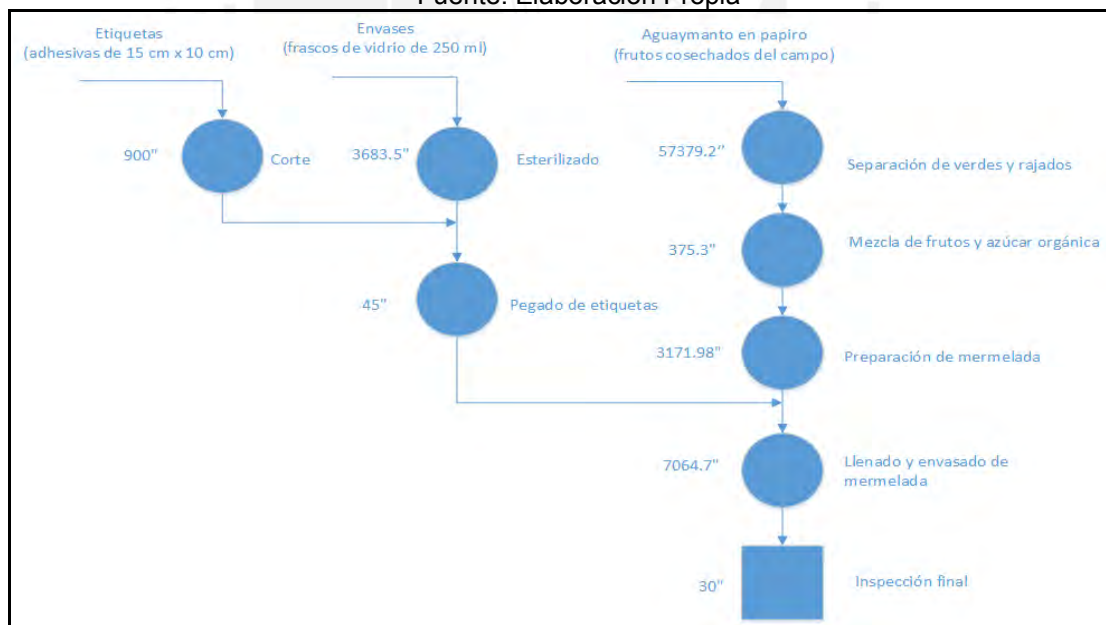 Fuente: Elaboración Propia
Etiquetas
(adhesivas de 15 cm x 10 cm)
Envases
(frascos de vidrio de 250 ml)
Aguaymanto en papiro
(frutos cosechados del campo)
900"
Corte
3683.5"
Esterilizado
57379.2"
Separación de verdes y rajados
375.3"
Mezcla de frutos y azúcar orgánica
45"
Pegado de etiquetas
3171.98"
Preparación de mermelada
7064.7"
Llenado y envasado de
mermelada
30"
Inspección final